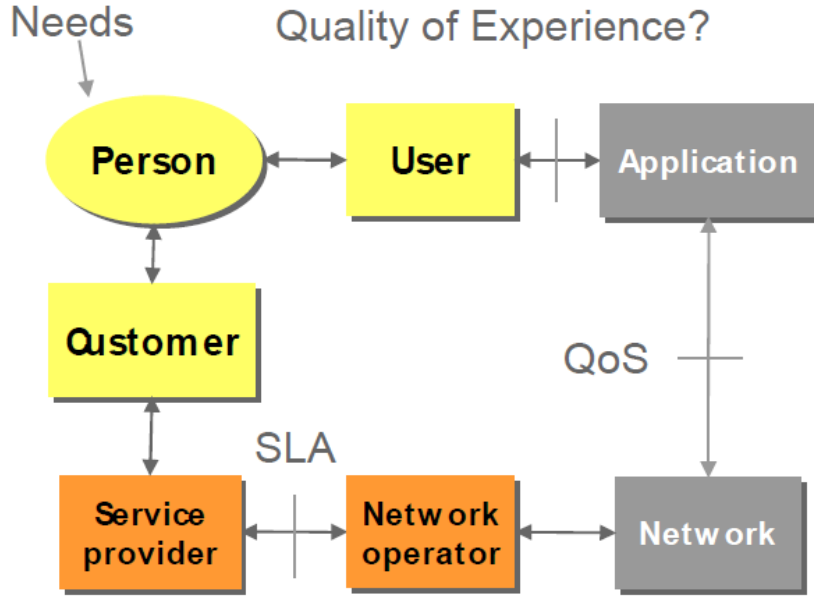 Needs
Quality of Experience?
Person
User
Application
Customer
QoS
SLA
Service
provider
Network
operator
Network